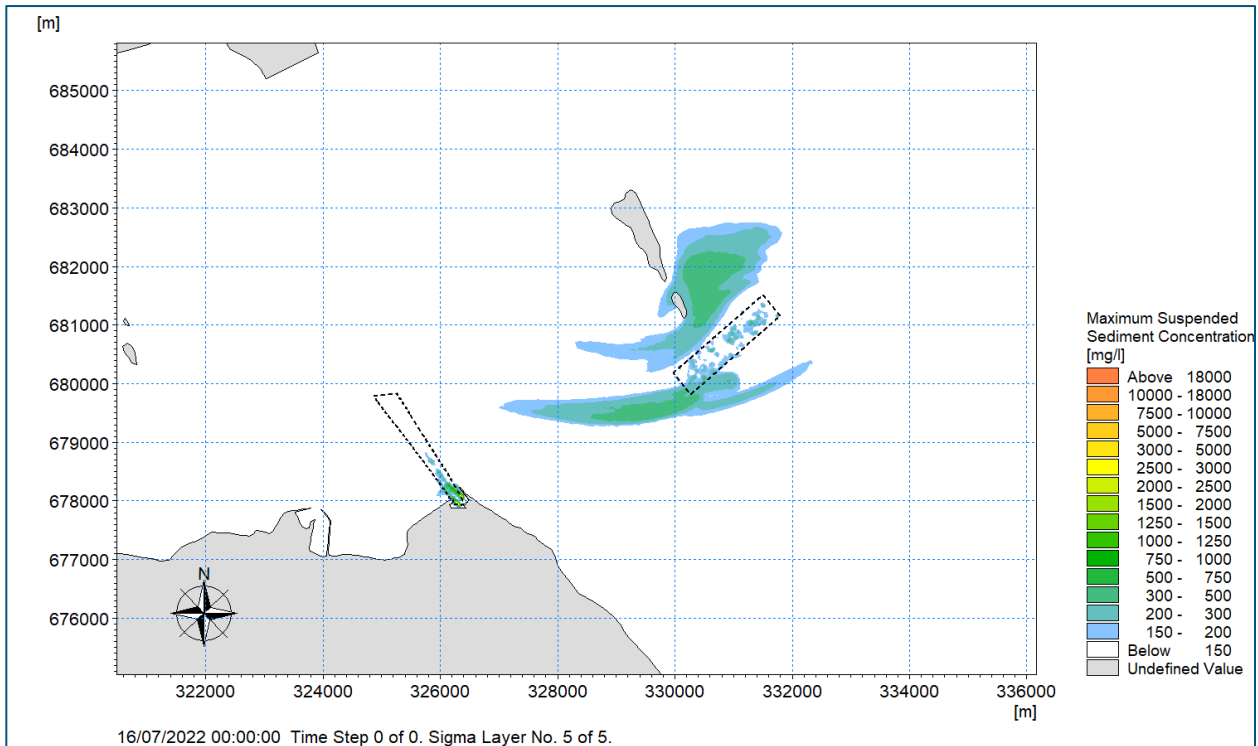 [m]
685000
684000
683000
682000
681000
680000
679000
678000
677000
676000
N
322000 324000 326000 328000 330000 332000 334000 336000
[m]
Maximum Suspended
Sediment Concentration
[mg/l]
Above 18000
10000 - 18000
7500 - 10000
5000 - 7500
3000 - 5000
2500 - 3000
2000 - 2500
1500 - 2000
1250 - 1500
1000 - 1250
750 - 1000
500 - 750
300 - 500
200 - 300
150 - 200
Below 150
Undefined Value
16/07/2022 00:00:00 Time Step 0 of 0. Sigma Layer No. 5 of 5.